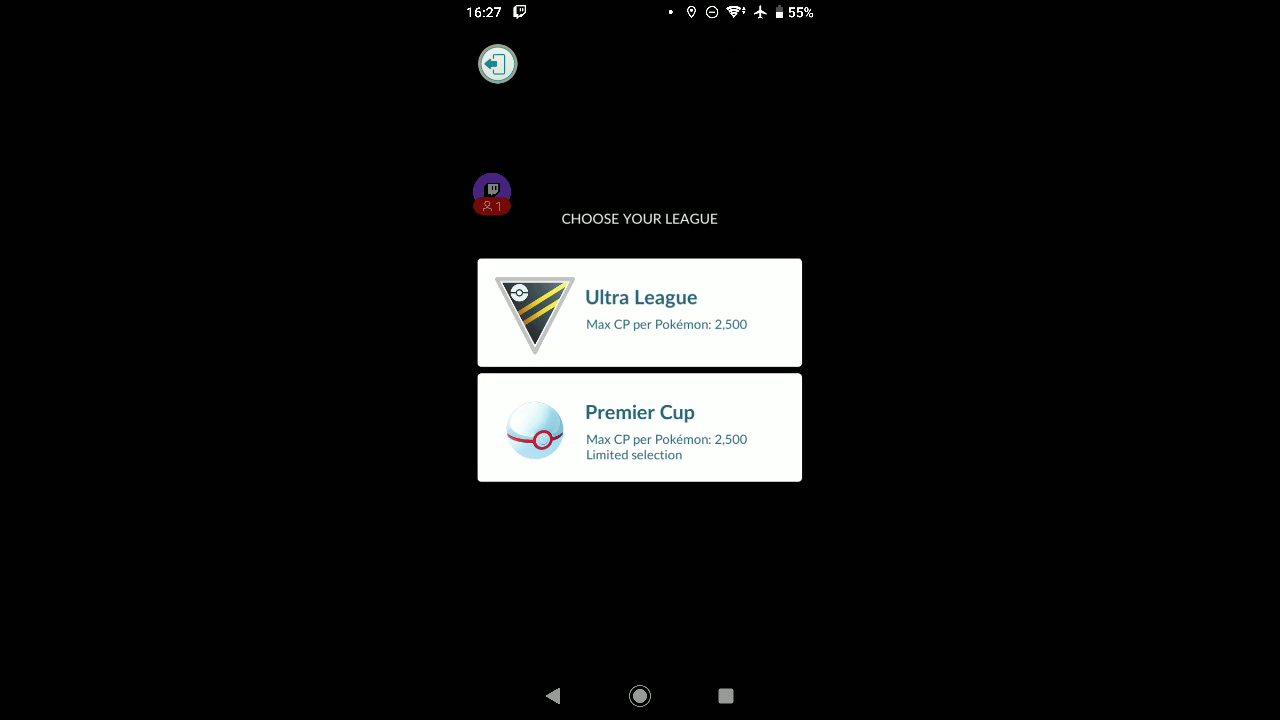 16:27
55%
1
CHOOSE YOUR LEAGUE
Ultra League
Max CP per Pokémon: 2,500
Premier Cup
Max CP per Pokémon: 2,500
Limited selection